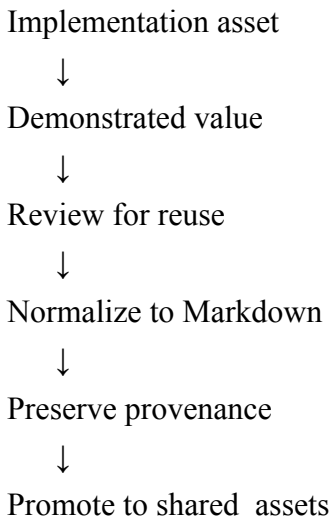 Implementation asset
↓
Demonstrated value
↓
Review for reuse
↓
Normalize to Markdown
↓
Preserve provenance
↓
Promote to shared assets